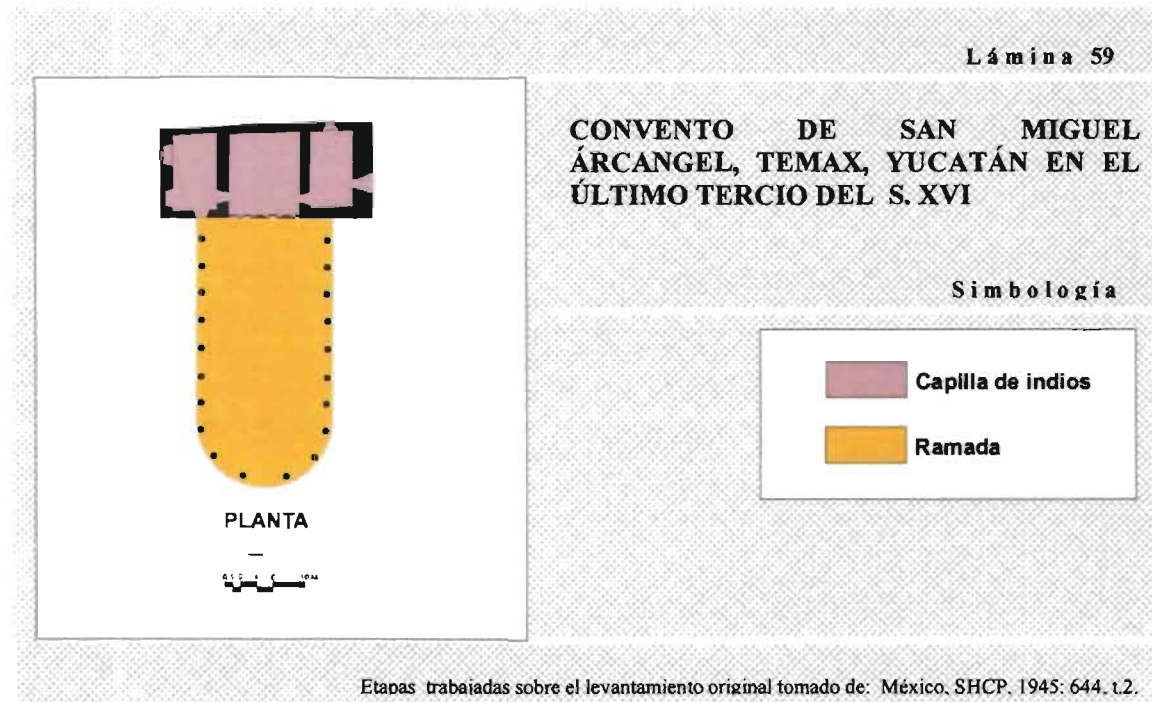 Lámina 59
CONVENTO DE SAN MIGUEL
ÁRCANGEL, TEMAX, YUCATÁN EN EL
ÚLTIMO TERCIO DEL S. XVI
Simbología
Capilla de indios
Ramada
PLANTA
Etapas trabajadas sobre el levantamiento original tomado de: México, SHCP, 1945: 644, t.2.